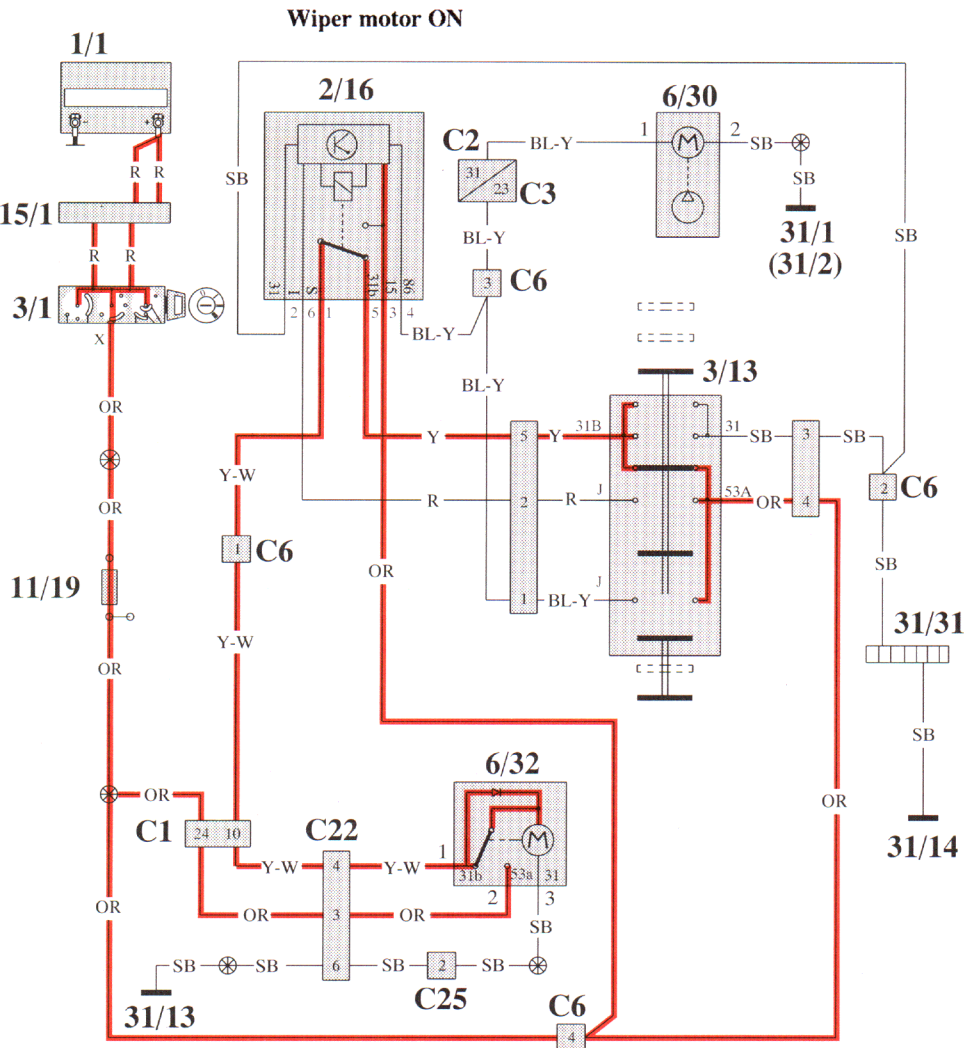 Wiper motor ON
1/1
2/16
6/30
- +
R R
15/1
R R
3/1
X
OR
OR
11/19
OR
SB
31 I S 31b 15 86
2 6 1 5 3 4
C2
31
23
C3
BL-Y
1
M
2
SB
SB
31/1
(31/2)
SB
BL-Y
3
C6
BL-Y
BL-Y
3/13
Y
5
Y
31B
31
SB
3
SB
2
C6
R
2
R
J
53A
OR
4
1
BL-Y
J
Y-W
1
C6
Y-W
OR
SB
31/31
SB
31/14
OR
6/32
M
OR
C1
24 10
C22
Y-W
4
Y-W
1
31b 53a 31
2 3
OR
OR
3
OR
SB
SB
SB
6
SB
2
SB
31/13
C25
C6
4